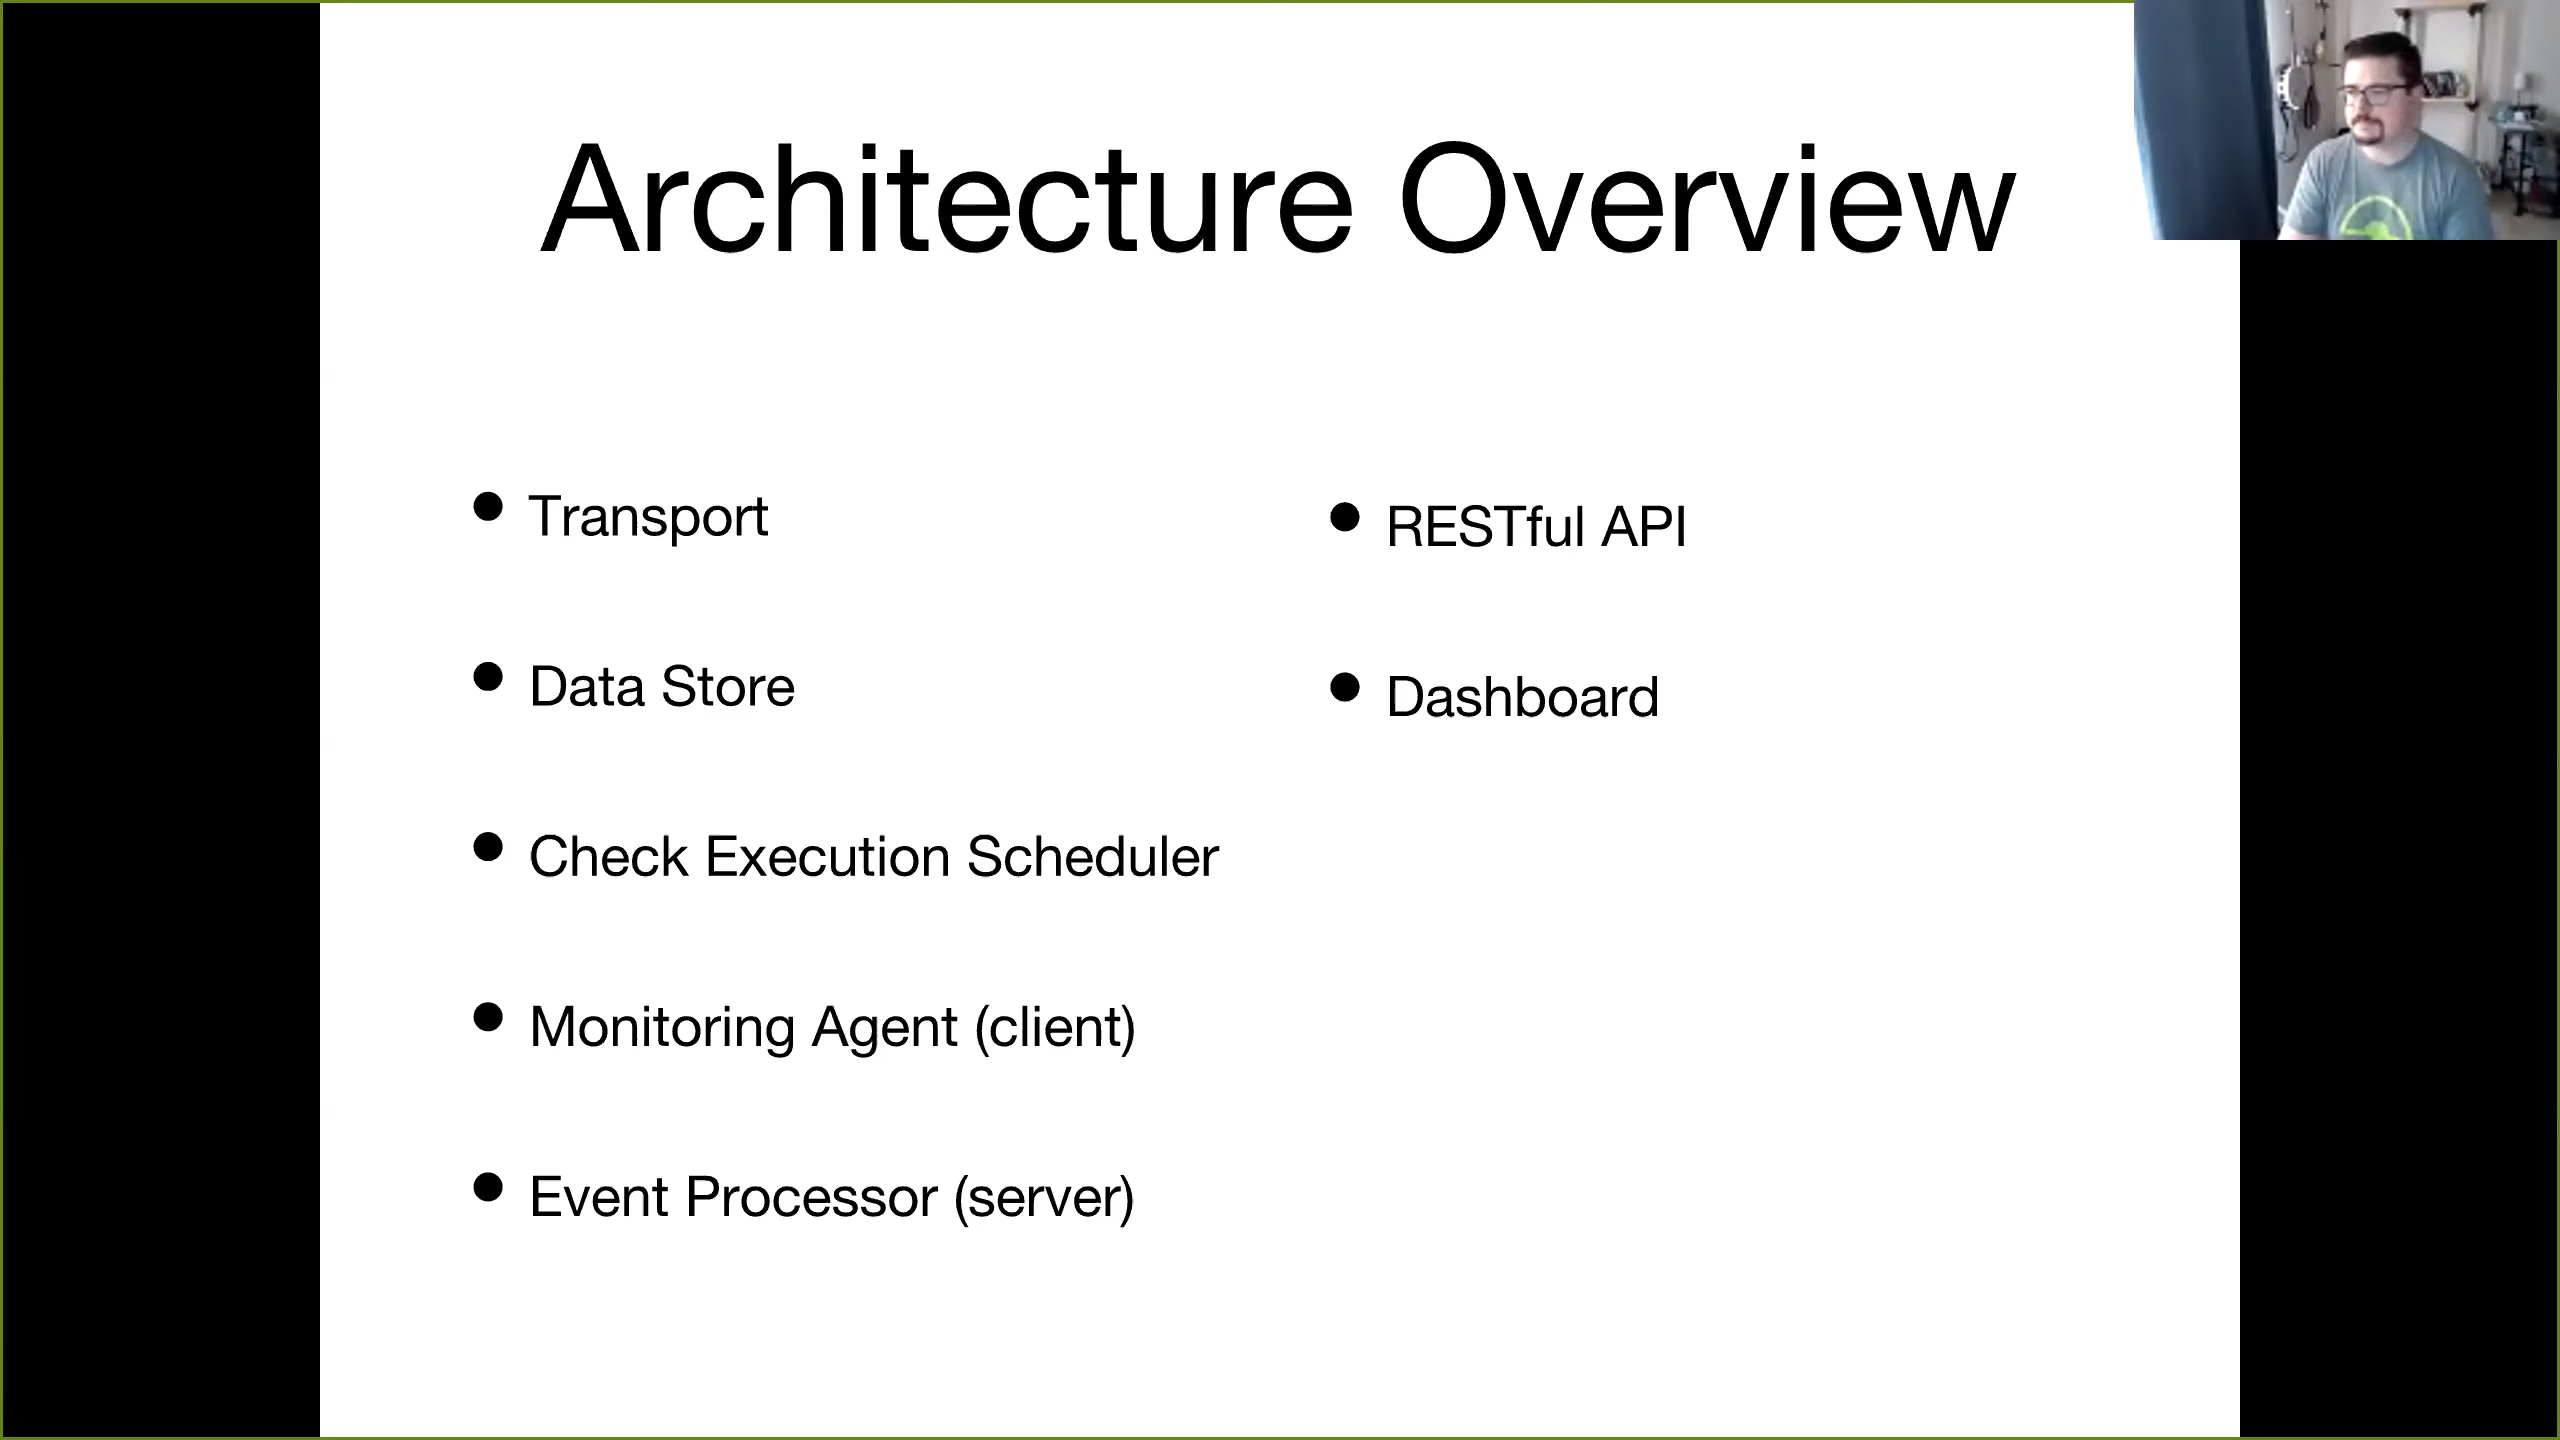 Architecture Overview
Transport
Data Store
Check Execution Scheduler
Monitoring Agent (client)
Event Processor (server)
RESTful API
Dashboard